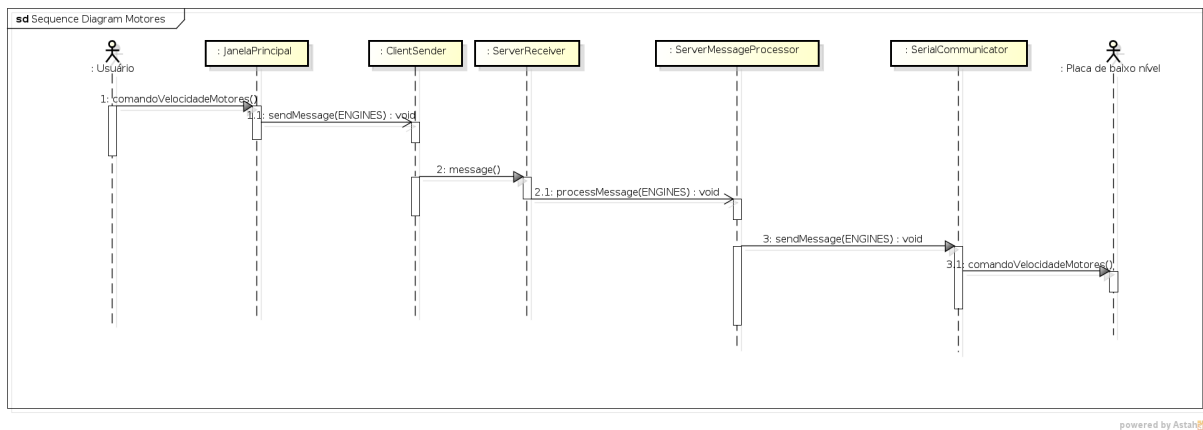 sd Sequence Diagram Motores
: Usuário
: JanelaPrincipal
: ClientSender
: ServerReceiver
: ServerMessageProcessor
: SerialCommunicator
: Placa de baixo nível
1: comandoVelocidadeMotores()
1.1: sendMessage(ENGINES) : void
2: message()
2.1: processMessage(ENGINES) : void
3: sendMessage(ENGINES) : void
3.1: comandoVelocidadeMotores()
powered by Astah